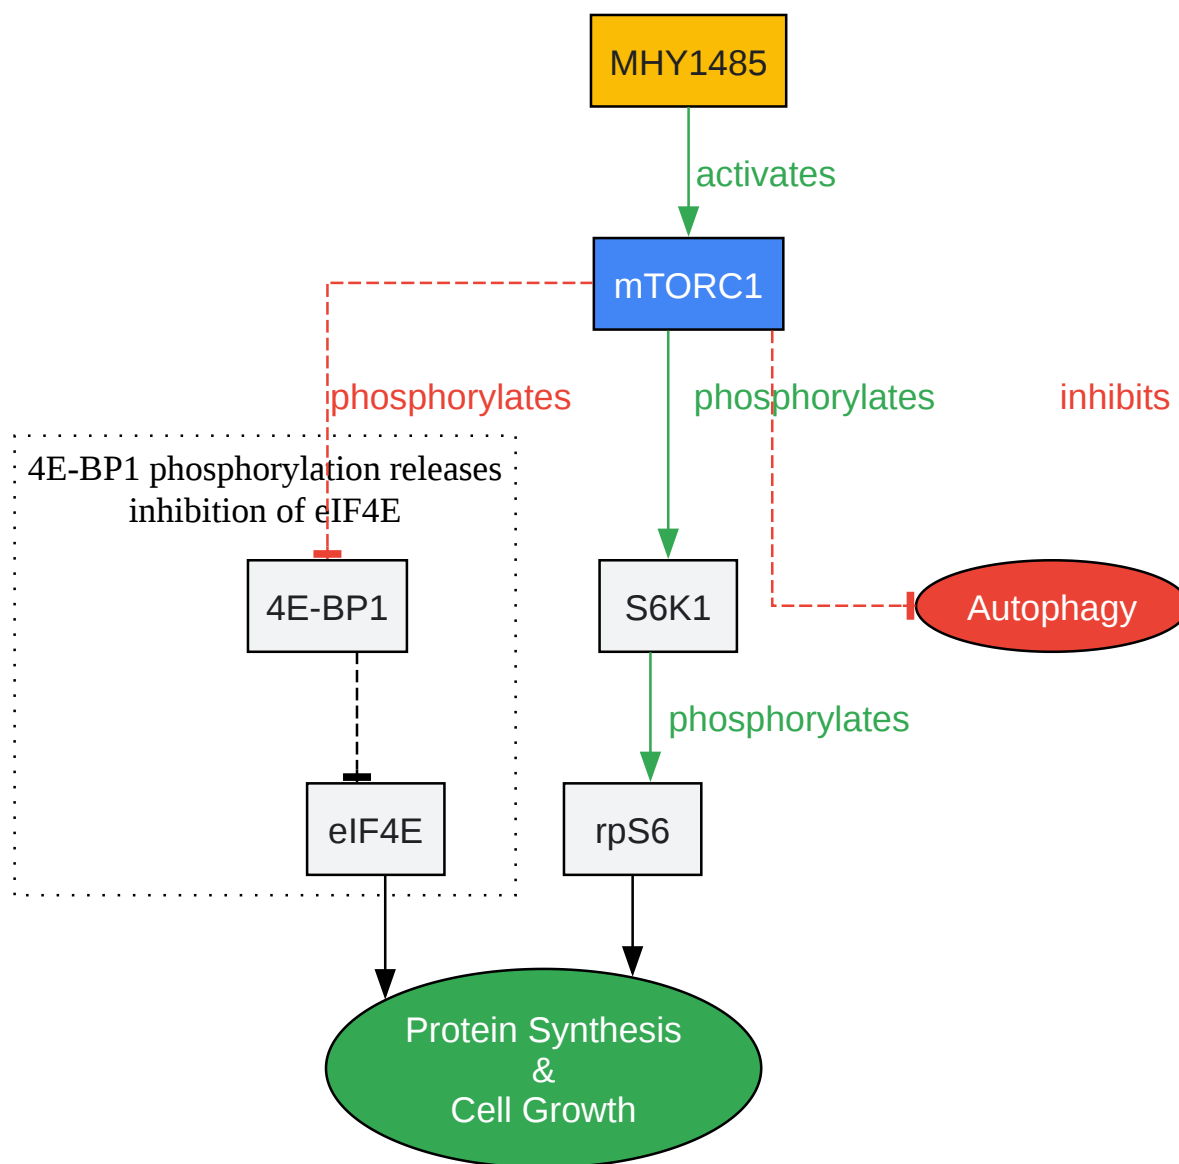 MHY1485
activates
mTORC1
phosphorylates
phosphorylates
inhibits
4E-BP1 phosphorylation releases
inhibition of eIF4E
4E-BP1
S6K1
Autophagy
phosphorylates
eIF4E
rpS6
Protein Synthesis
&
Cell Growth